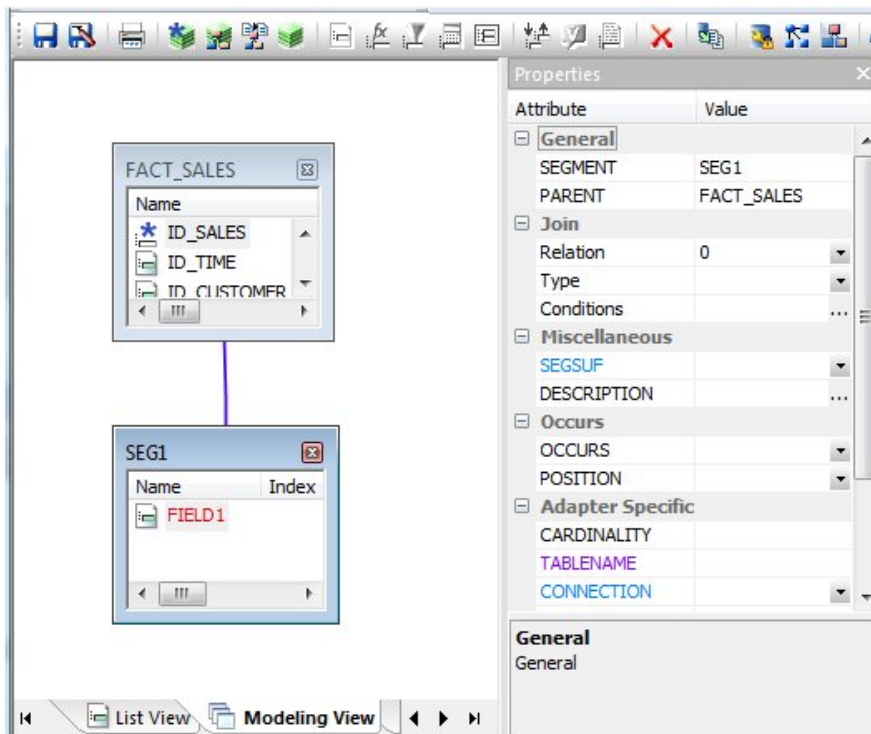 Properties
Attribute Value
General
SEGMENT SEG1
PARENT FACT_SALES
Join
Relation 0
Type
Conditions ...
Miscellaneous
SEGSUF
DESCRIPTION ...
Occurs
OCCURS
POSITION
Adapter Specific
CARDINALITY
TABLENAME
CONNECTION
General
General
FACT_SALES
Name
ID_SALES
ID_TIME
ID_CUSTOMER
SEG1
Name Index
FIELD1
List View Modeling View